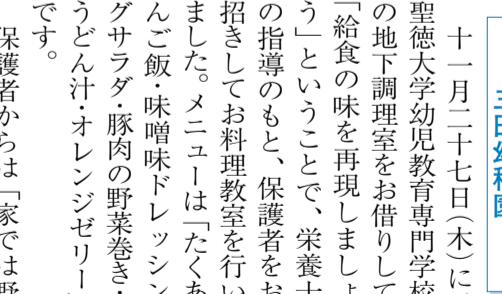 三田幼稚園
十一月二十七日(木)に
聖徳大学幼児教育専門学校
の地下調理室をお借りして
「給食の味を再現しましょ
う」ということで、栄養士
の指導のもと、保護者をお
招きしてお料理教室を行い
ました。メニューは「たくあ
んご飯・味噌味ドレッシン
グサラダ・豚肉の野菜巻き・
うどん汁・オレンジゼリー
です。
保護者からは「家では野